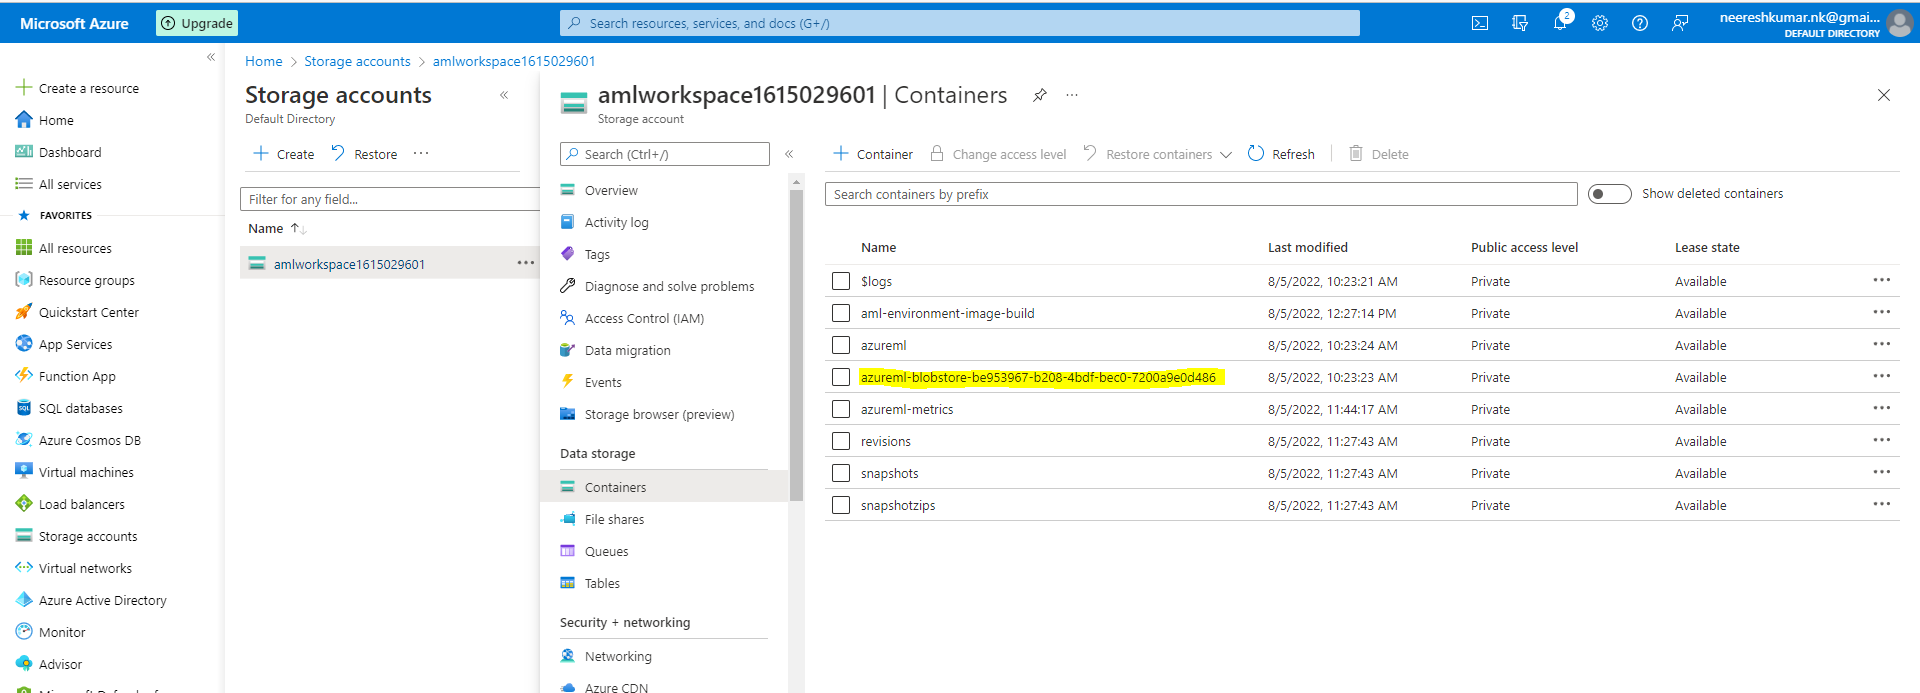 Microsoft Azure
Upgrade
Search resources, services, and docs (G+/)
2
neereshkumar.nk@gmai...
DEFAULT DIRECTORY
Create a resource
Home
Dashboard
All services
FAVORITES
All resources
Resource groups
Quickstart Center
App Services
Function App
SQL databases
Azure Cosmos DB
Virtual machines
Load balancers
Storage accounts
Virtual networks
Azure Active Directory
Monitor
Advisor
Home > Storage accounts > amlworkspace1615029601
Storage accounts
Default Directory
Create
Restore
Filter for any field...
Name
amlworkspace1615029601
amlworkspace1615029601 | Containers
Storage account
Search (Ctrl+/)
Overview
Activity log
Tags
Diagnose and solve problems
Access Control (IAM)
Data migration
Events
Storage browser (preview)
Data storage
Containers
File shares
Queues
Tables
Security + networking
Networking
Azure CDN
Container
Change access level
Restore containers
Refresh
Delete
Search containers by prefix
Show deleted containers
Name Last modified Public access level Lease state
$logs 8/5/2022, 10:23:21 AM Private Available
aml-environment-image-build 8/5/2022, 12:27:14 PM Private Available
azureml 8/5/2022, 10:23:24 AM Private Available
azureml-blobstore-be953967-b208-4bdf-bec0-7200a9e0d486 8/5/2022, 10:23:23 AM Private Available
azureml-metrics 8/5/2022, 11:44:17 AM Private Available
revisions 8/5/2022, 11:27:43 AM Private Available
snapshots 8/5/2022, 11:27:43 AM Private Available
snapshotzips 8/5/2022, 11:27:43 AM Private Available